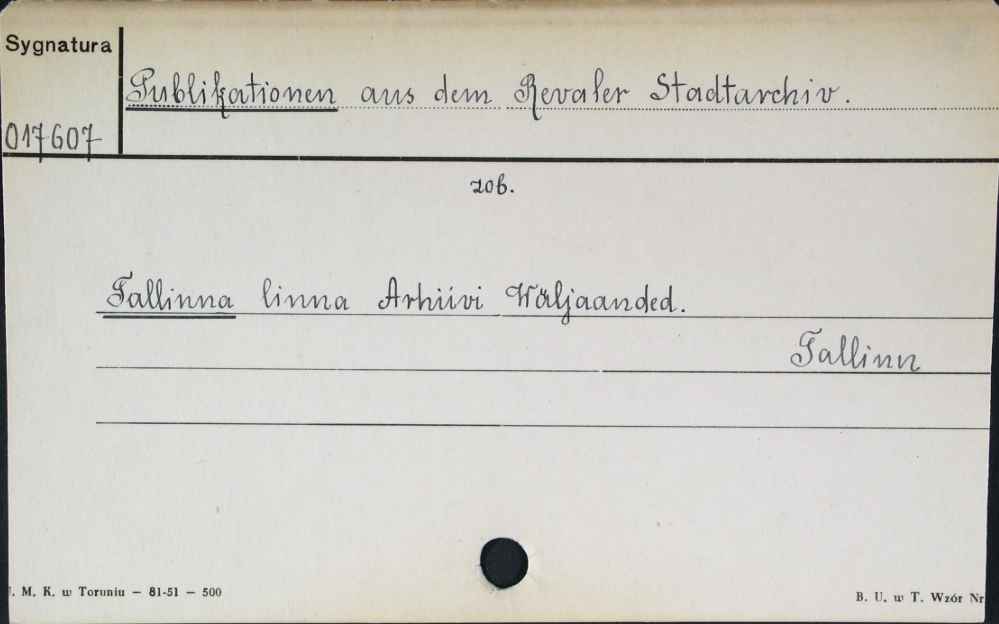 Sygnatura
Publikationen aus dem Revaler Stadtarchiv.
017607
zob.
Tallinna linna Arhiivi Wäljaanded.
Tallinn
. M. K. w Toruniu — 81-51 — 500
B. U. w T. Wzór Nr